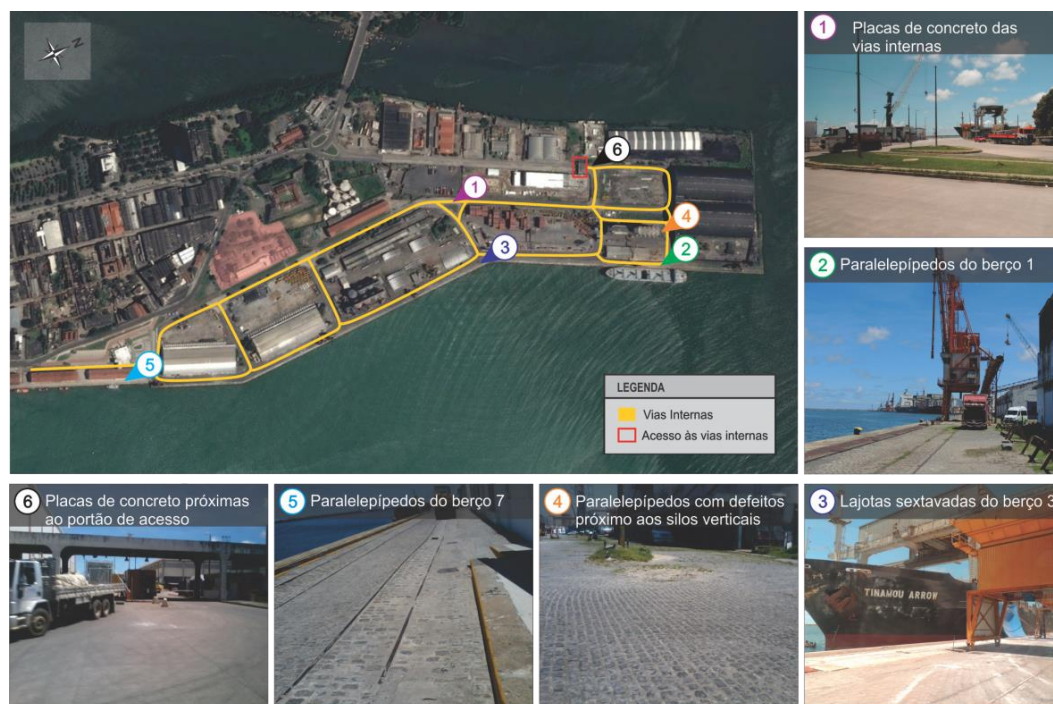 N
1
Placas de concreto das
vias internas
6
1
4
3
2
5
2
Paralelepípedos do berço 1
LEGENDA
Vias Internas
Acesso às vias internas
6
Placas de concreto próximas
ao portão de acesso
5
Paralelepípedos do berço 7
4
Paralelepípedos com defeitos
próximo aos silos verticais
3
Lajotas sextavadas do berço 3
TINAMOU ARROW